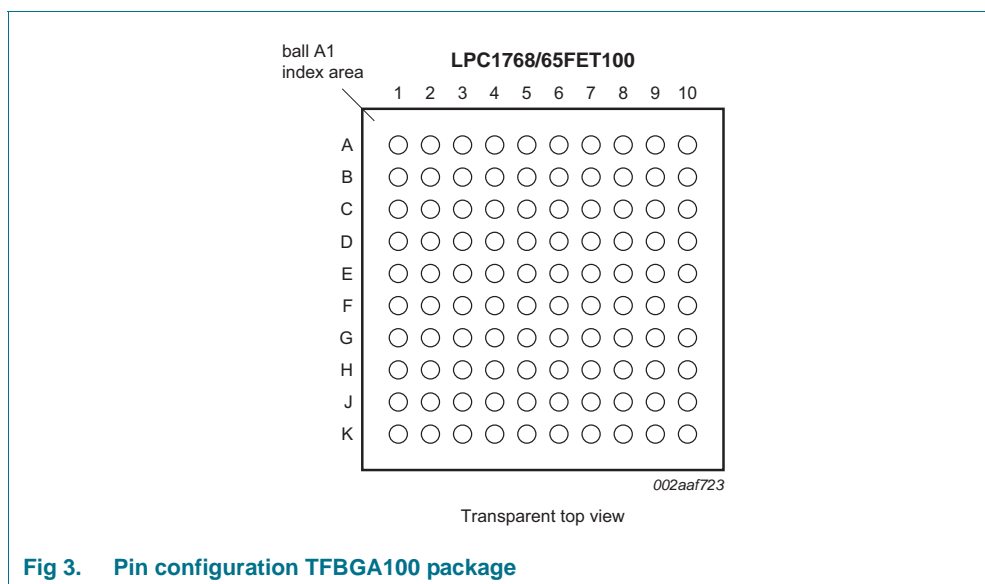 ball A1
index area
LPC1768/65FET100
1 2 3 4 5 6 7 8 9 10
A
B
C
D
E
F
G
H
J
K
002aaf723
Transparent top view
Fig 3. Pin configuration TFBGA100 package